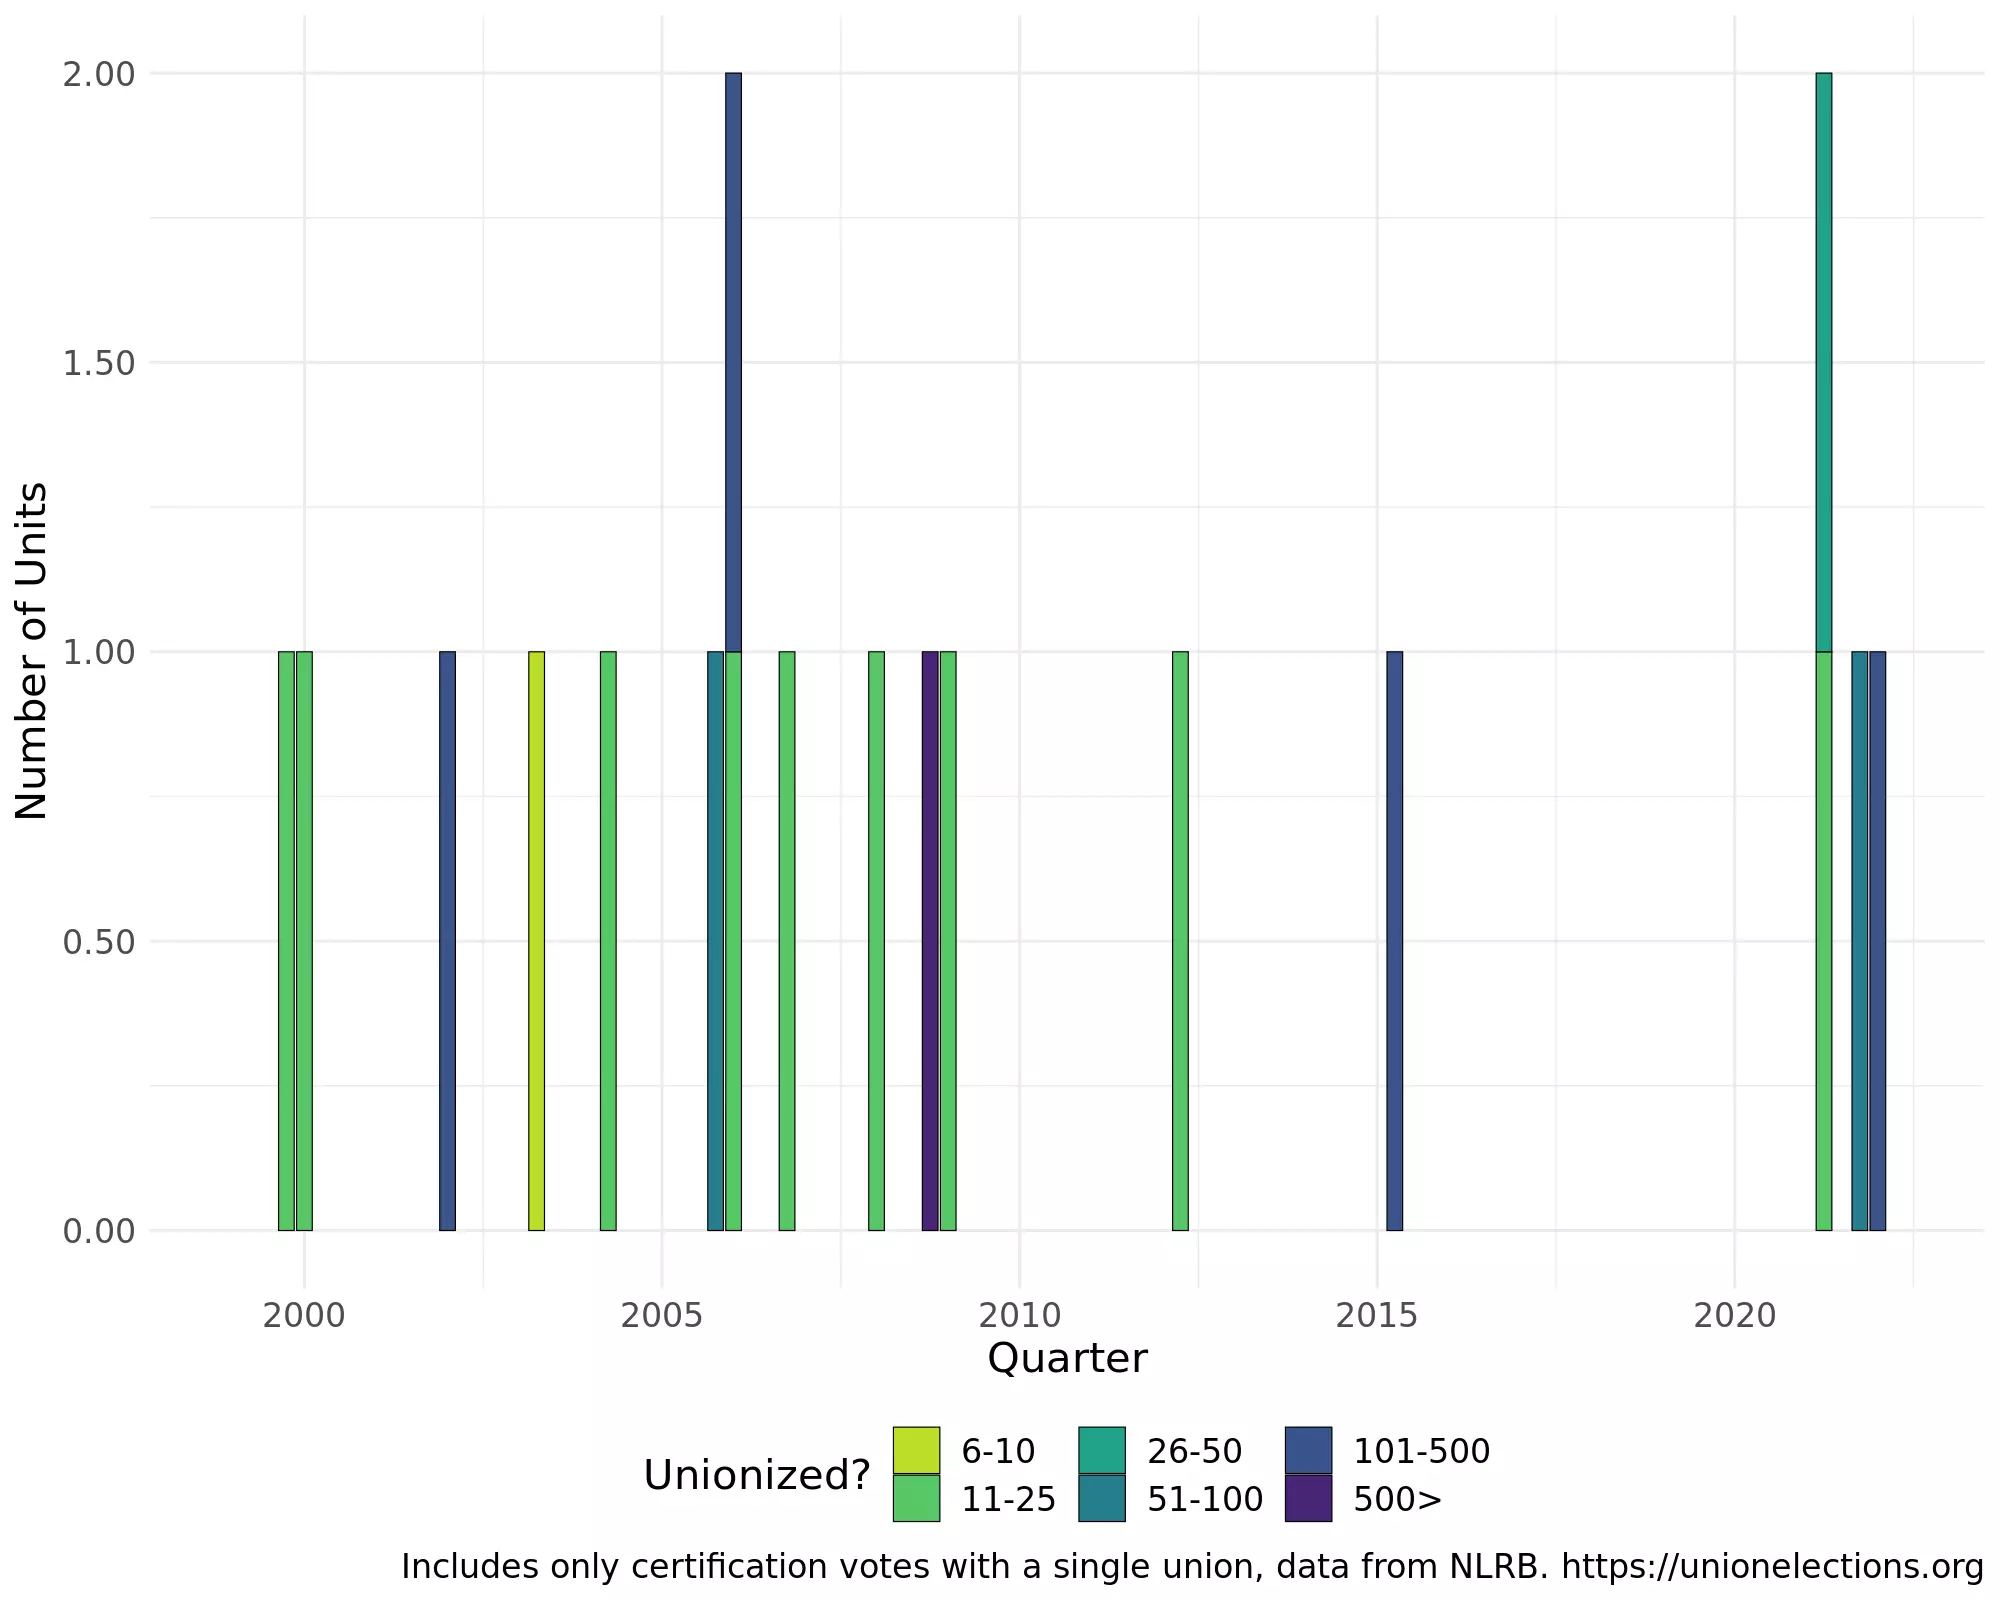 2.00
1.50
1.00
0.50
0.00
Number of Units
2000 2005 2010 2015 2020
Quarter
Unionized?
6-10 26-50 101-500
11-25 51-100 500>
Includes only certification votes with a single union, data from NLRB. https://unionelections.org